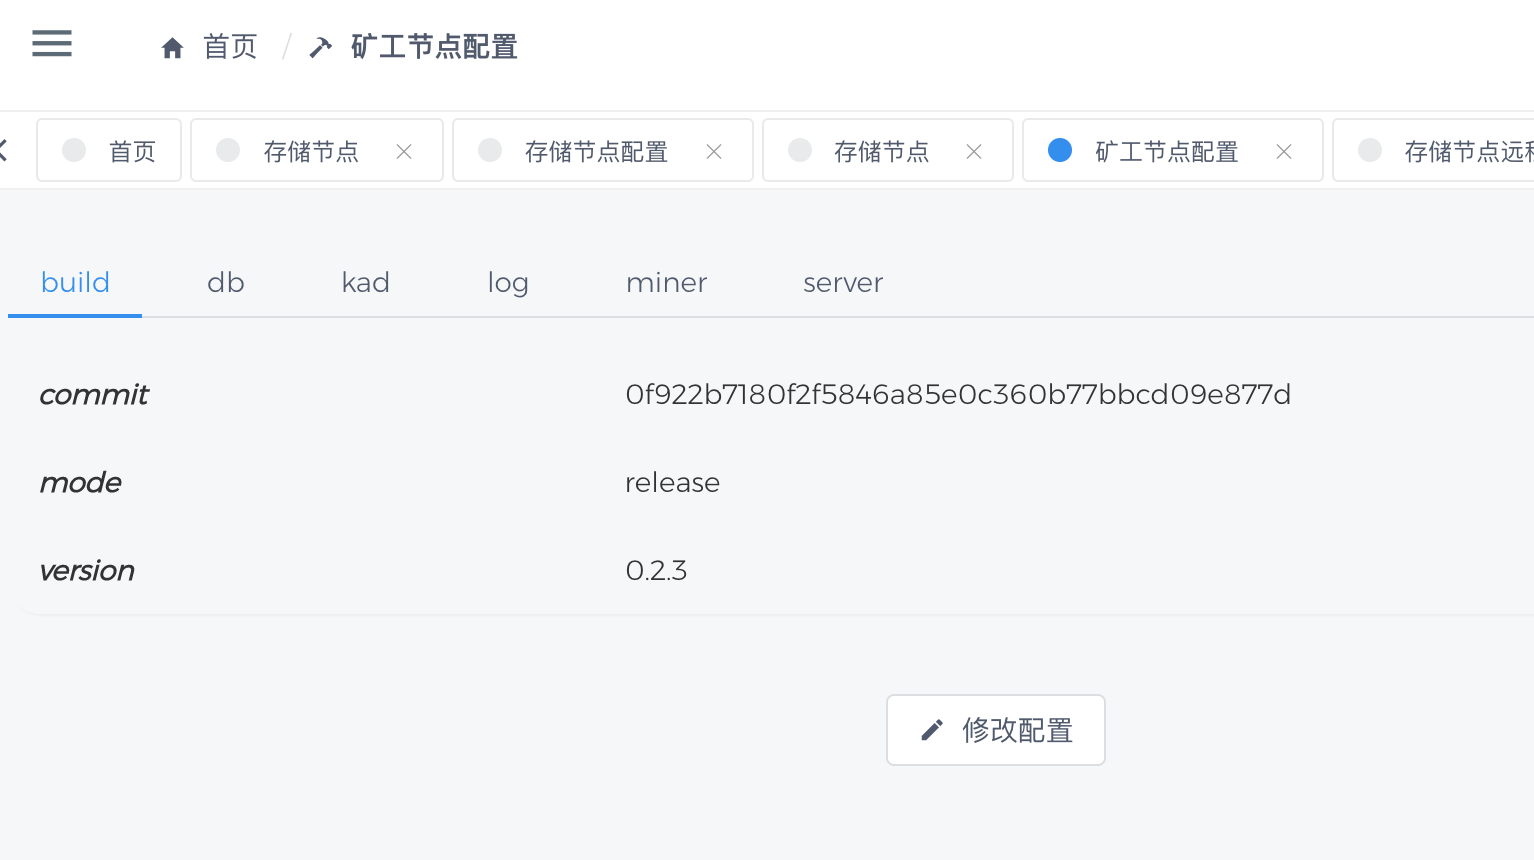 首页 / 矿工节点配置
首页 存储节点 存储节点配置 存储节点 矿工节点配置 存储节点远
build db kad log miner server
commit 0f922b7180f2f5846a85e0c360b77bbcd09e877d
mode release
version 0.2.3
修改配置